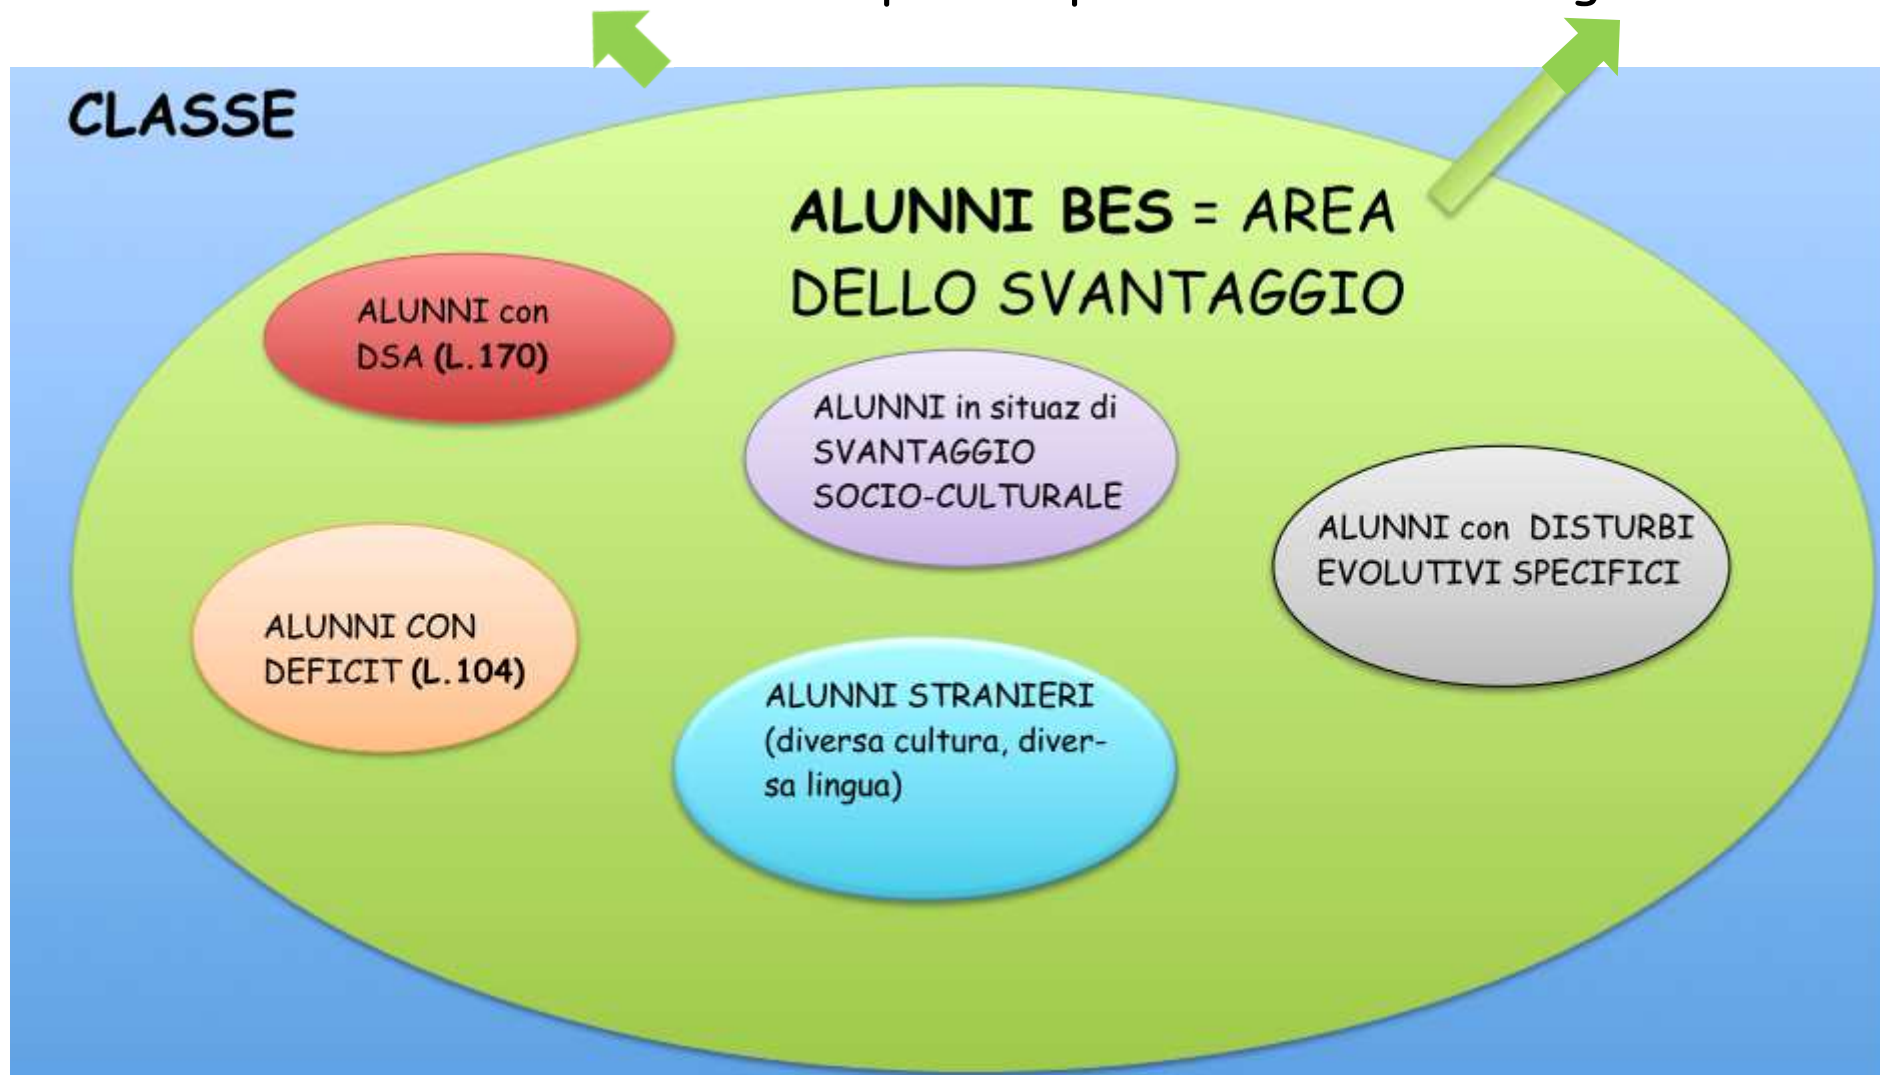 CLASSE
ALUNNI BES = AREA
DELLO SVANTAGGIO
ALUNNI con
DSA (L.170)
ALUNNI in situaz di
SVANTAGGIO
SOCIO-CULTURALE
ALUNNI con DISTURBI
EVOLUTIVI SPECIFICI
ALUNNI CON
DEFICIT (L.104)
ALUNNI STRANIERI
(diversa cultura, diver-
sa lingua)